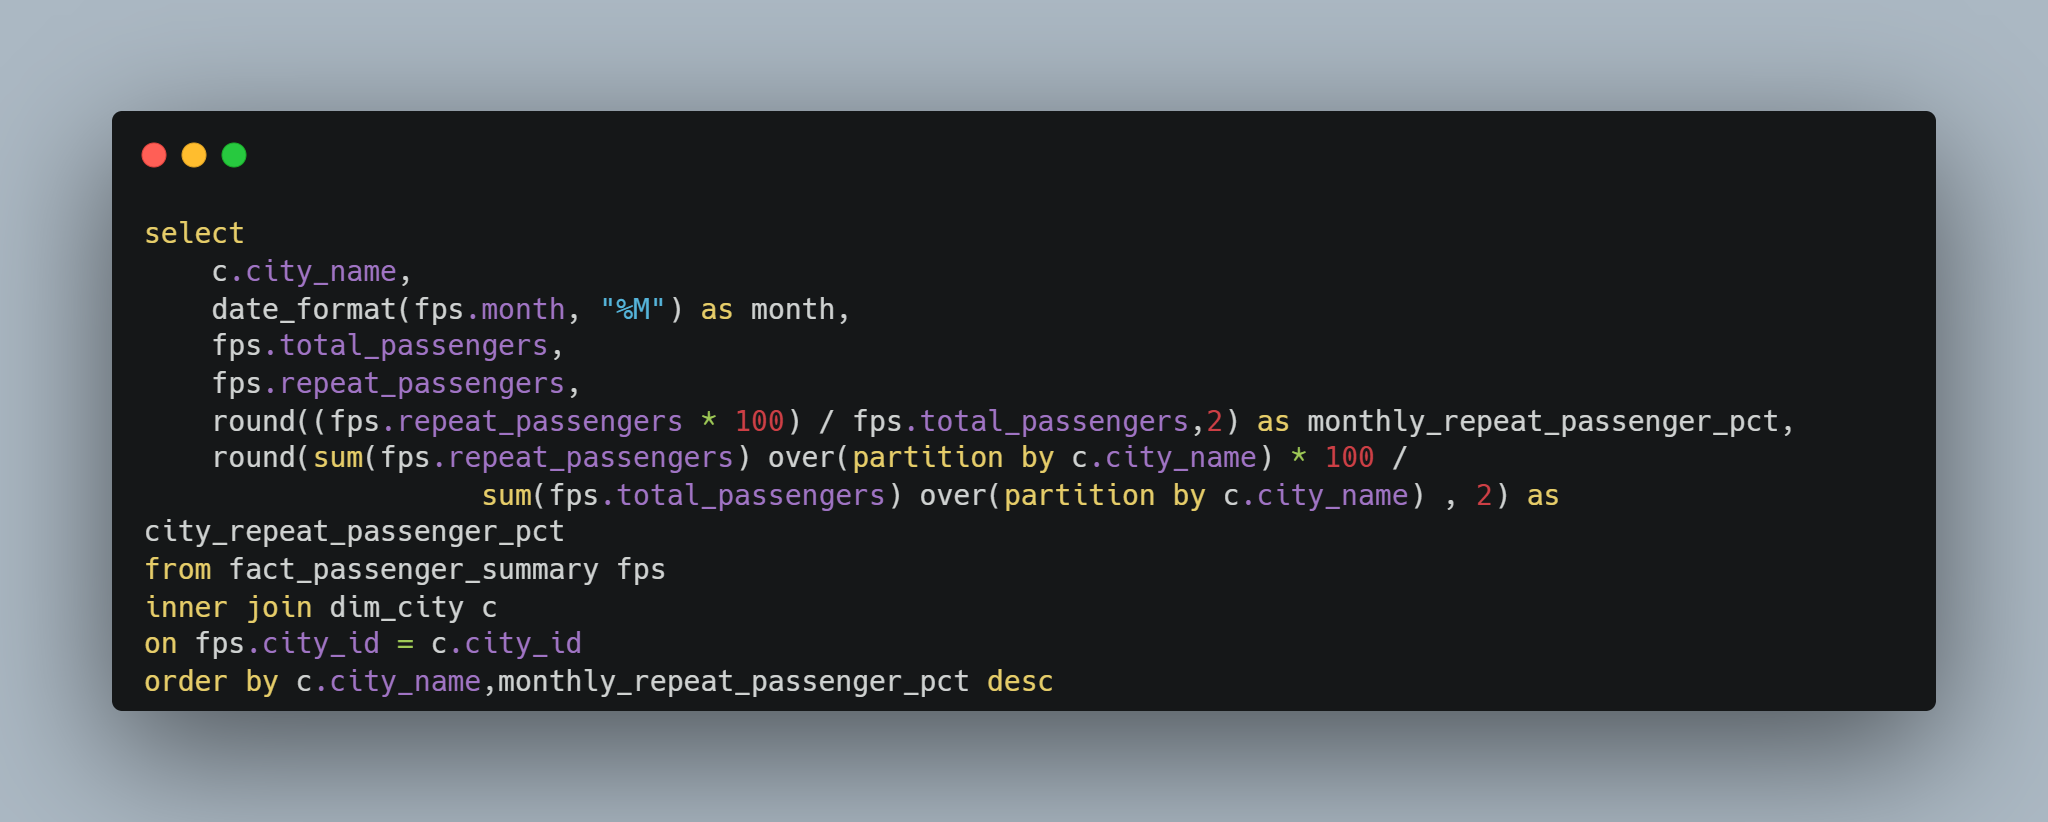 select
    c.city_name,
    date_format(fps.month, "%M") as month,
    fps.total_passengers,
    fps.repeat_passengers,
    round((fps.repeat_passengers * 100) / fps.total_passengers,2) as monthly_repeat_passenger_pct,
    round(sum(fps.repeat_passengers) over(partition by c.city_name) * 100 /
                    sum(fps.total_passengers) over(partition by c.city_name) , 2) as
city_repeat_passenger_pct
from fact_passenger_summary fps
inner join dim_city c
on fps.city_id = c.city_id
order by c.city_name,monthly_repeat_passenger_pct desc